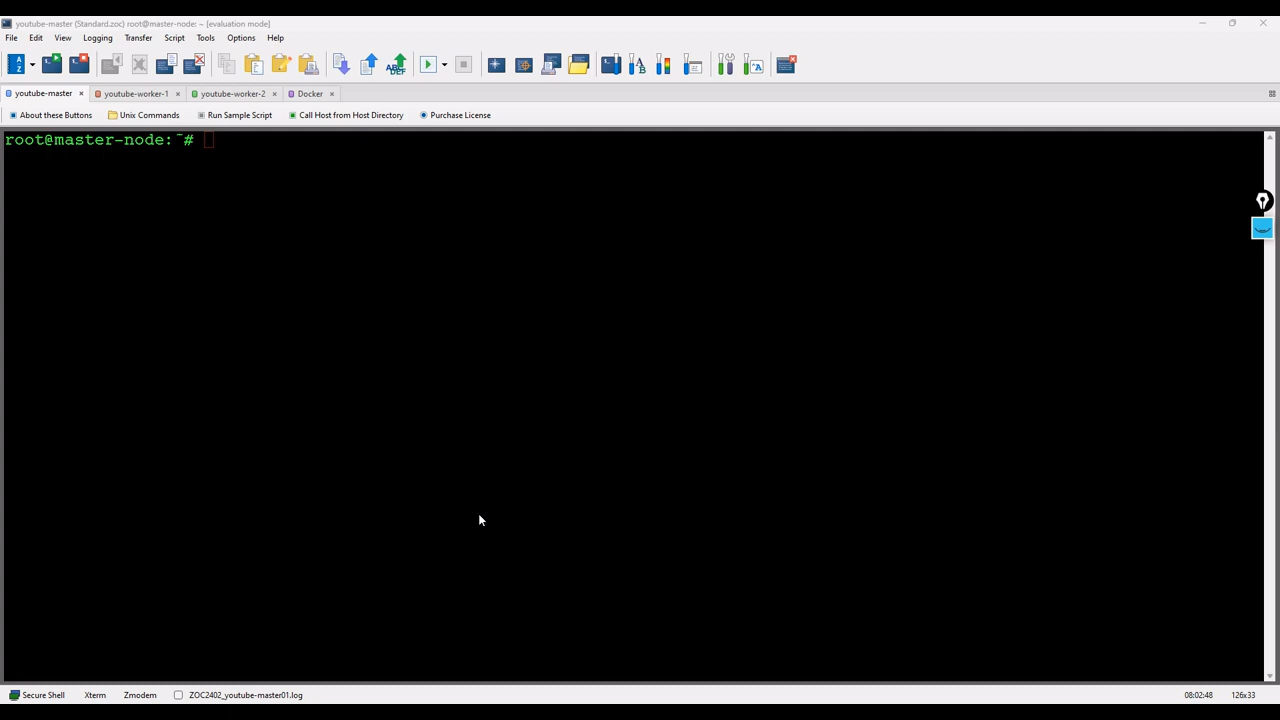 youtube-master (Standard.zoc) root@master-node: ~ [evaluation mode]
File Edit View Logging Transfer Script Tools Options Help
youtube-master youtube-worker-1 youtube-worker-2 Docker
About these Buttons Unix Commands Run Sample Script Call Host from Host Directory Purchase License
root@master-node:~#
Secure Shell Xterm Zmodem ZOC2402_youtube-master01.log 08:02:48 126x33